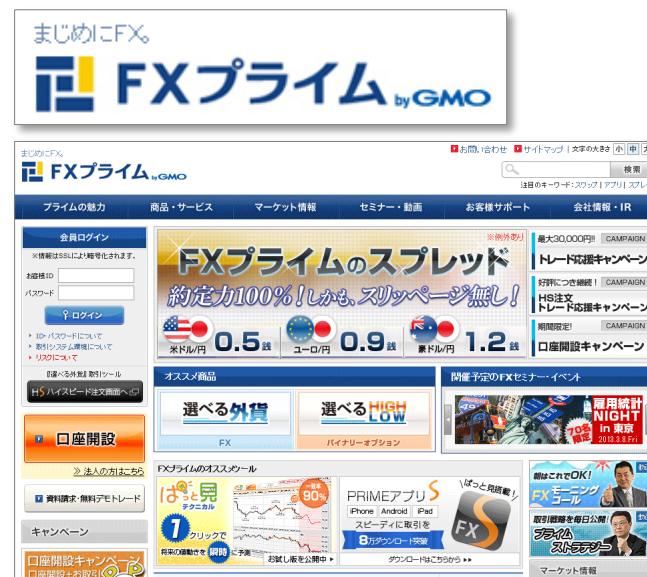 まじめにFX。
FXプライム byGMO
まじめにFX。
FXプライム byGMO
お問い合わせ サイトマップ 文字の大きさ 小 中 大
検索
注目のキーワード:スワップ | アプリ | スプレ
プライムの魅力 商品・サービス マーケット情報 セミナー・動画 お客様サポート 会社情報・IR
会員ログイン
※情報はSSLにより暗号化されます。
お客様ID
パスワード
ログイン
ID・パスワードについて
取引システム環境について
リスクについて
『選べる外貨』取引ツール
HSハイスピード注文画面へ
口座開設
≫ 法人の方はこちら
資料請求・無料デモトレード
キャンペーン
口座開設キャンペーン
口座開設+お取引
※例外あり
FXプライムのスプレッド
約定力100%!しかも、スリッページ無し!
米ドル/円 0.5銭 ユーロ/円 0.9銭 豪ドル/円 1.2銭
最大30,000円!! CAMPAIGN
トレード応援キャンペーン
好評につき継続! CAMPAIGN
HS注文
トレード応援キャンペーン
期間限定! CAMPAIGN
口座開設キャンペーン
オススメ商品
選べる外貨
FX
選べるHIGH LOW
バイナリーオプション
開催予定のFXセミナー・イベント
雇用統計
NIGHT
in 東京
70名限定
2013.3.8 Fri
FXプライムのオススメツール
ぱっと見
テクニカル
一致率
90%
1クリックで
将来の値動きを瞬時に予測
お試し版を公開中
PRIMEアプリS
ぱっと見搭載!
iPhone Android iPad
スピーディに取引を
8万ダウンロード突破
FX
ダウンロードはこちらから
朝はこれでOK!
FXモーニングコール
取引戦略を毎日公開!
プライム
ストラテジー
マーケット情報